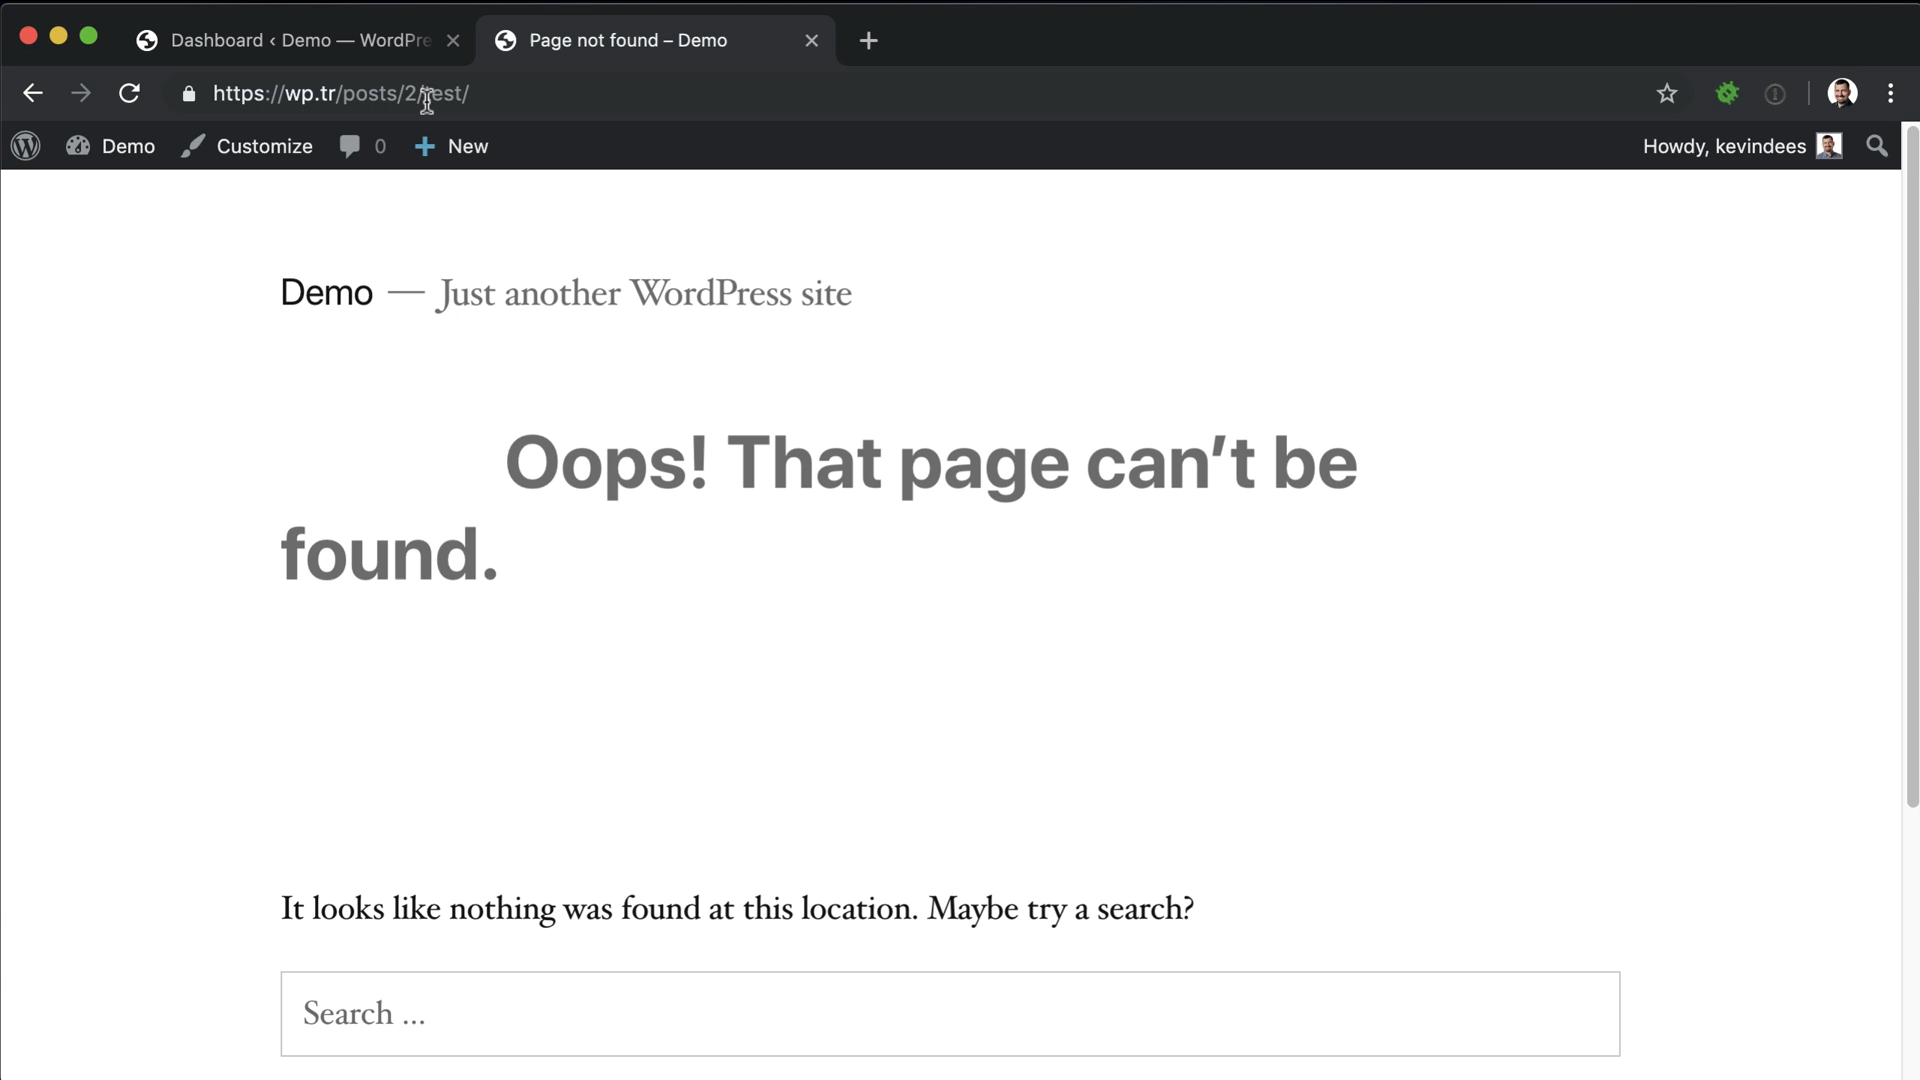 Dashboard ‹ Demo — WordPre
Page not found – Demo
https://wp.tr/posts/2/test/
Demo
Customize
0
New
Howdy, kevindees
Demo — Just another WordPress site
Oops! That page can’t be
found.
It looks like nothing was found at this location. Maybe try a search?
Search ...